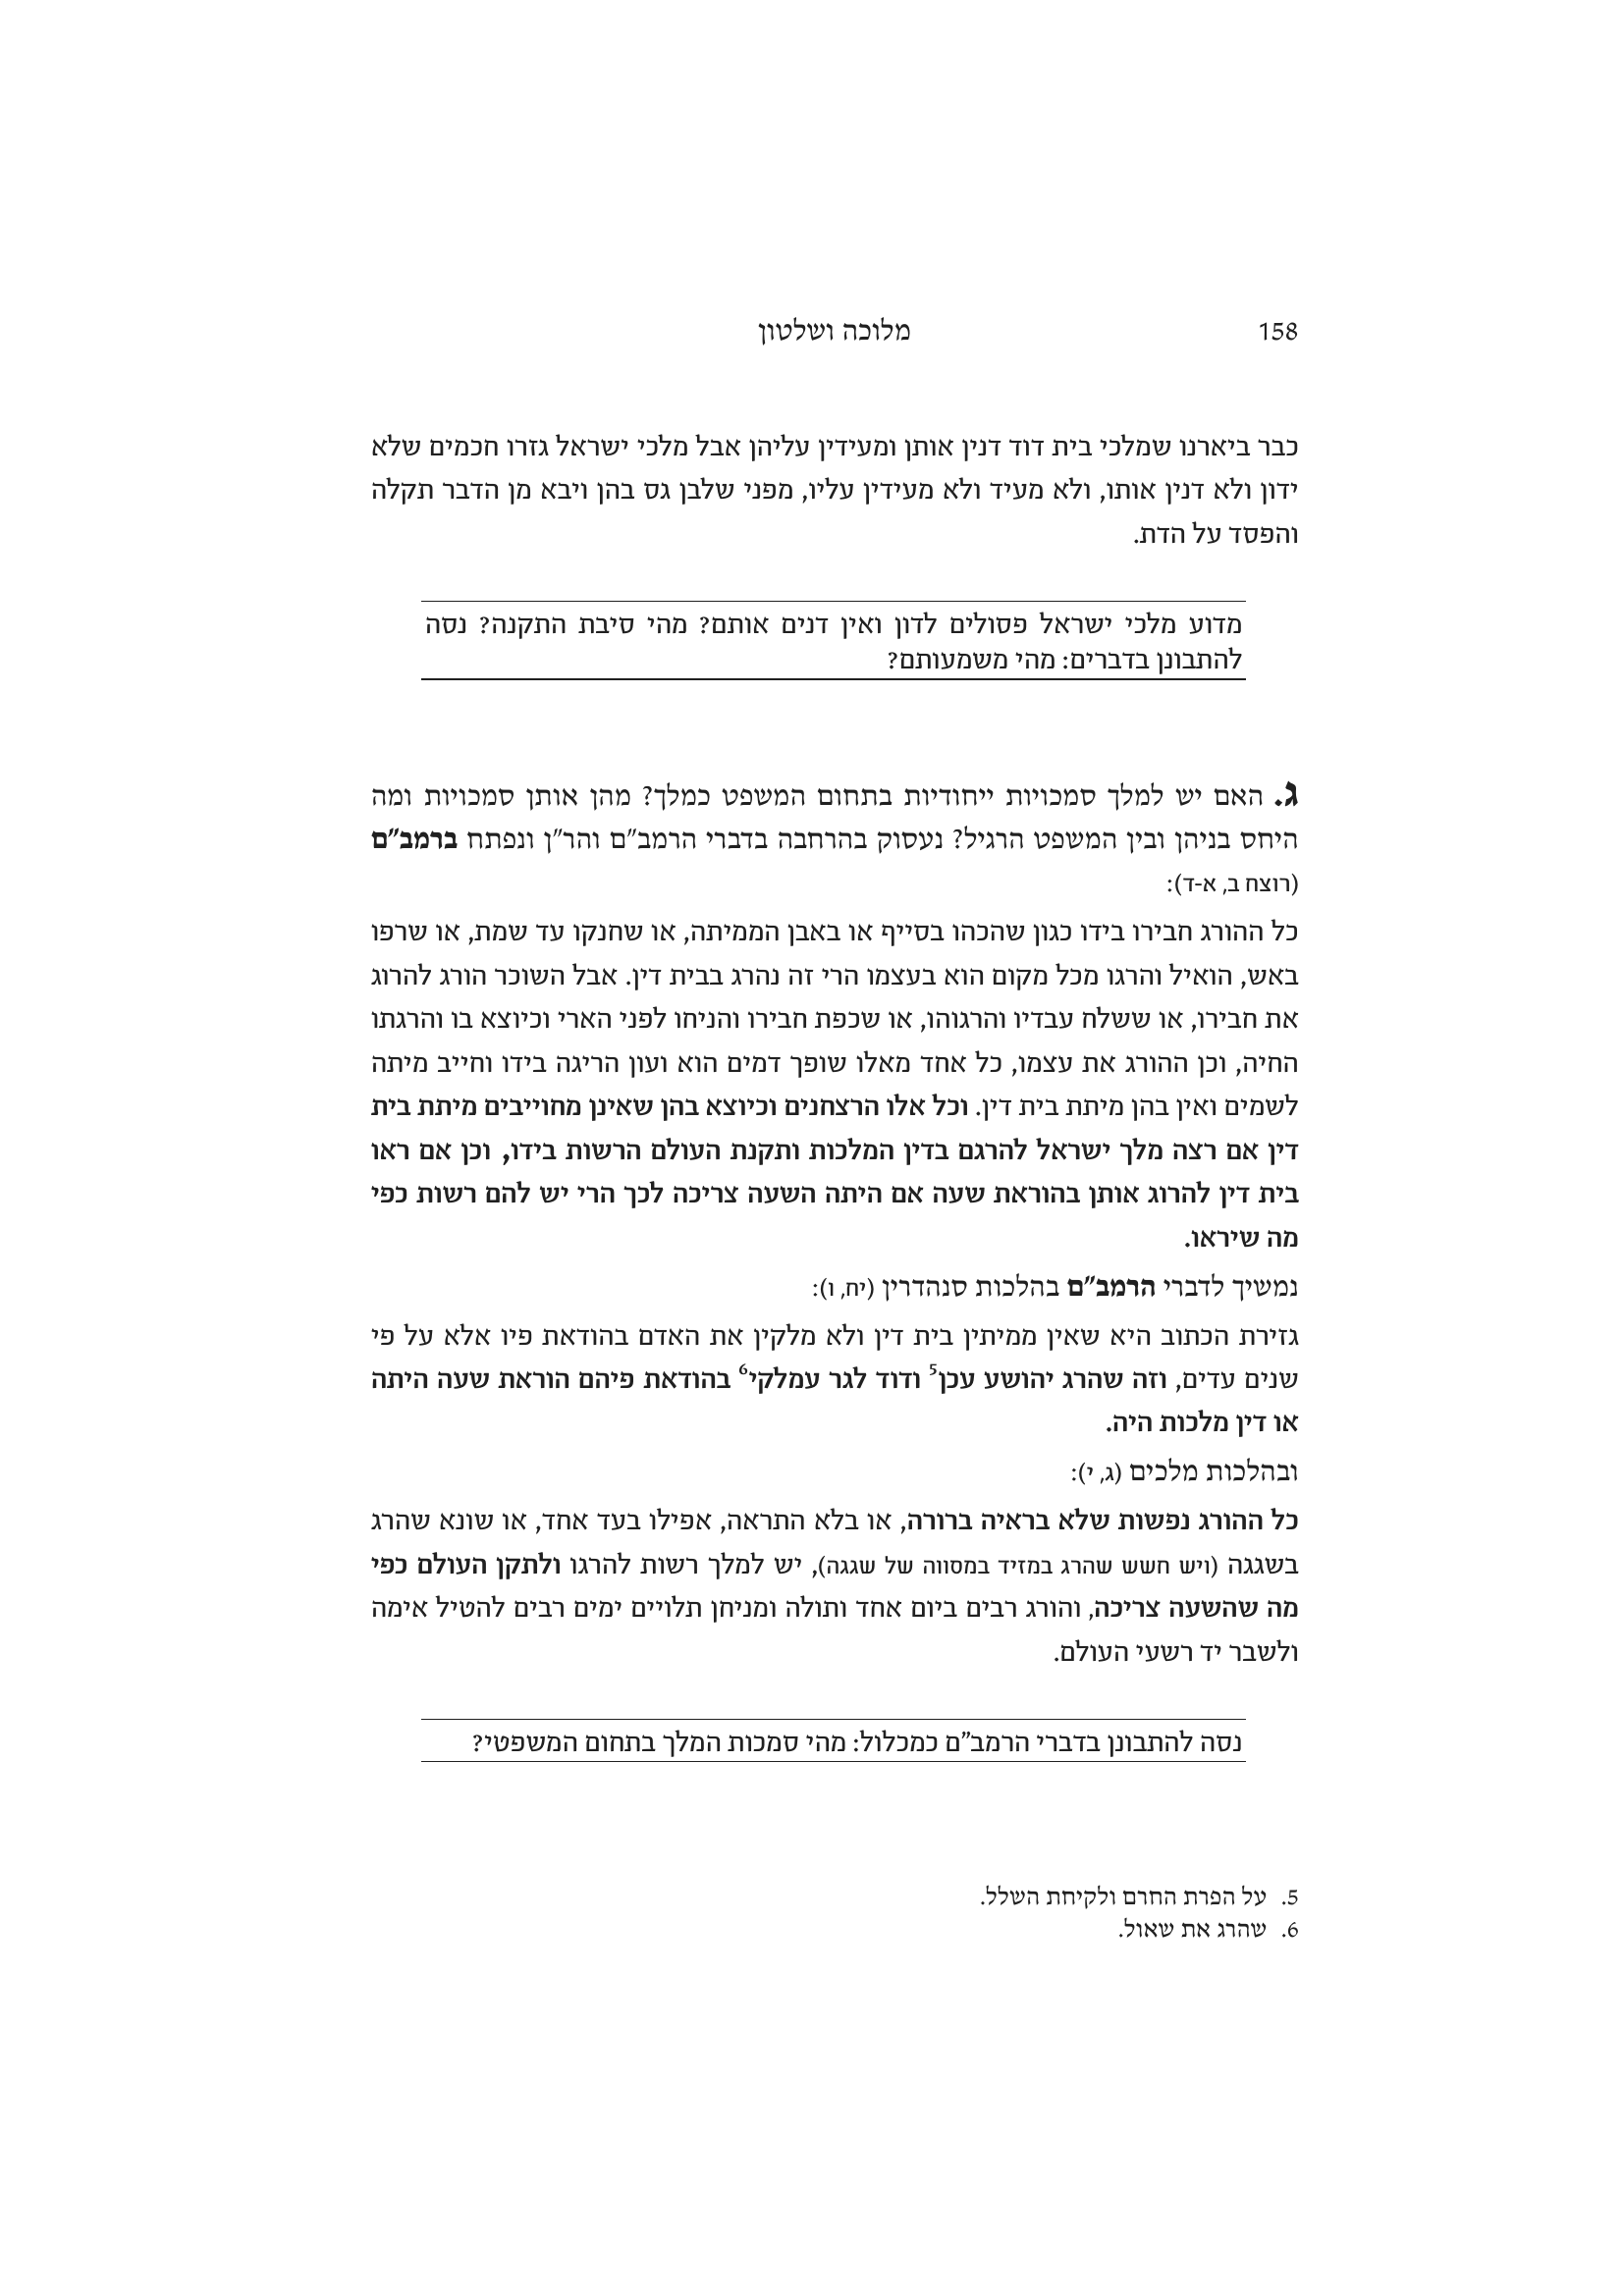 158 מלוכה ושלטון
כבר ביארנו שמלכי בית דוד דנין אותן ומעידין עליהן אבל מלכי ישראל גזרו חכמים שלא
ידון ולא דנין אותו, ולא מעיד ולא מעידין עליו, מפני שלבן גס בהן ויבא מן הדבר תקלה
והפסד על הדת.
מדוע מלכי ישראל פסולים לדון ואין דנים אותם? מהי סיבת התקנה? נסה
להתבונן בדברים: מהי משמעותם?
ג. האם יש למלך סמכויות ייחודיות בתחום המשפט כמלך? מהן אותן סמכויות ומה
היחס בניהן ובין המשפט הרגיל? נעסוק בהרחבה בדברי הרמב"ם והר"ן ונפתח ברמב"ם
(רוצח ב, א-ד):
כל ההורג חבירו בידו כגון שהכהו בסייף או באבן הממיתה, או שחנקו עד שמת, או שרפו
באש, הואיל והרגו מכל מקום הוא בעצמו הרי זה נהרג בבית דין. אבל השוכר הורג להרוג
את חבירו, או ששלח עבדיו והרגוהו, או שכפת חבירו והניחו לפני הארי וכיוצא בו והרגתו
החיה, וכן ההורג את עצמו, כל אחד מאלו שופך דמים הוא ועון הריגה בידו וחייב מיתה
לשמים ואין בהן מיתת בית דין. וכל אלו הרצחנים וכיוצא בהן שאינן מחוייבים מיתת בית
דין אם רצה מלך ישראל להרגם בדין המלכות ותקנת העולם הרשות בידו, וכן אם ראו
בית דין להרוג אותן בהוראת שעה אם היתה השעה צריכה לכך הרי יש להם רשות כפי
מה שיראו.
נמשיך לדברי הרמב"ם בהלכות סנהדרין (יח, ו):
גזירת הכתוב היא שאין ממיתין בית דין ולא מלקין את האדם בהודאת פיו אלא על פי
שנים עדים, וזה שהרג יהושע עכן5 ודוד לגר עמלקי6 בהודאת פיהם הוראת שעה היתה
או דין מלכות היה.
ובהלכות מלכים (ג, י):
כל ההורג נפשות שלא בראיה ברורה, או בלא התראה, אפילו בעד אחד, או שונא שהרג
בשגגה (ויש חשש שהרג במזיד במסווה של שגגה), יש למלך רשות להרגו ולתקן העולם כפי
מה שהשעה צריכה, והורג רבים ביום אחד ותולה ומניחן תלויים ימים רבים להטיל אימה
ולשבר יד רשעי העולם.
נסה להתבונן בדברי הרמב"ם כמכלול: מהי סמכות המלך בתחום המשפטי?
5. על הפרת החרם ולקיחת השלל.
6. שהרג את שאול.